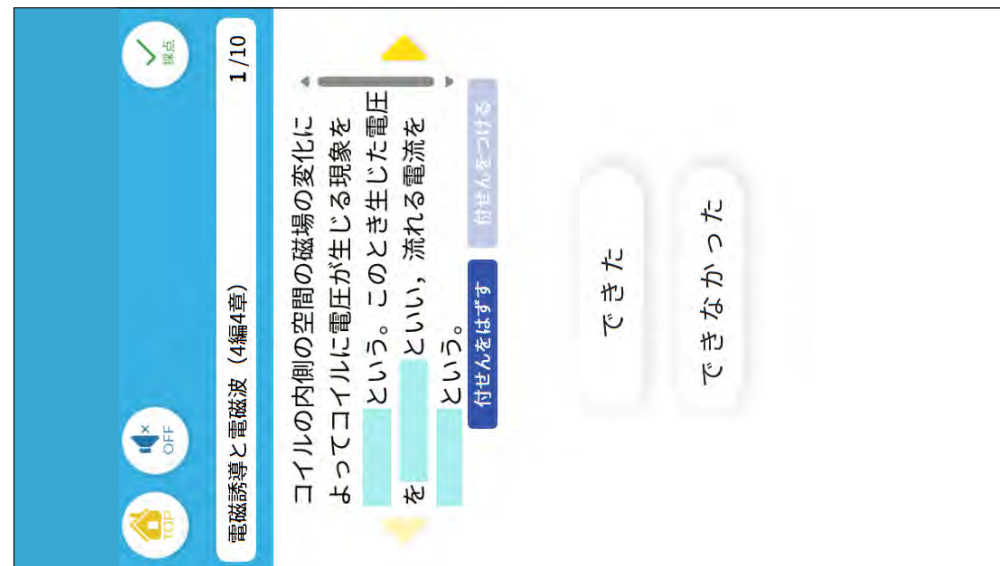 TOP
× OFF
採点
電磁誘導と電磁波（4編4章） 1/10
コイルの内側の空間の磁場の変化に
よってコイルに電圧が生じる現象を
という。このとき生じた電圧
を といい，流れる電流を
という。
付せんをはずす 付せんをつける
できた
できなかった